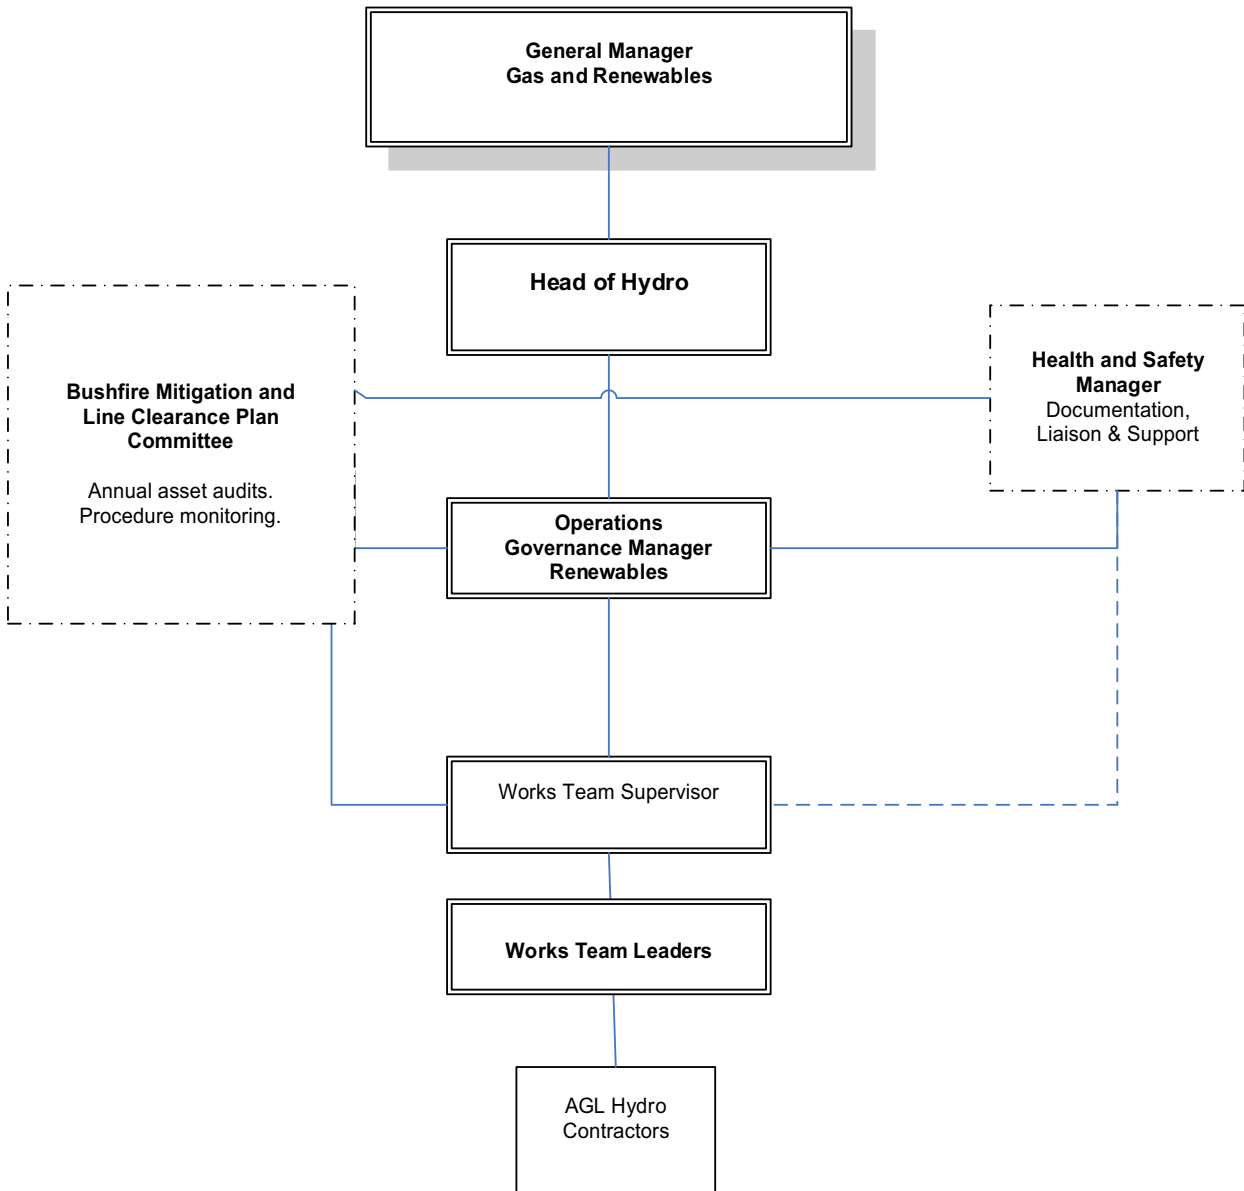 General Manager
Gas and Renewables
Head of Hydro
Bushfire Mitigation and
Line Clearance Plan
Committee
Annual asset audits.
Procedure monitoring.
Health and Safety
Manager
Documentation,
Liaison & Support
Operations
Governance Manager
Renewables
Works Team Supervisor
Works Team Leaders
AGL Hydro
Contractors